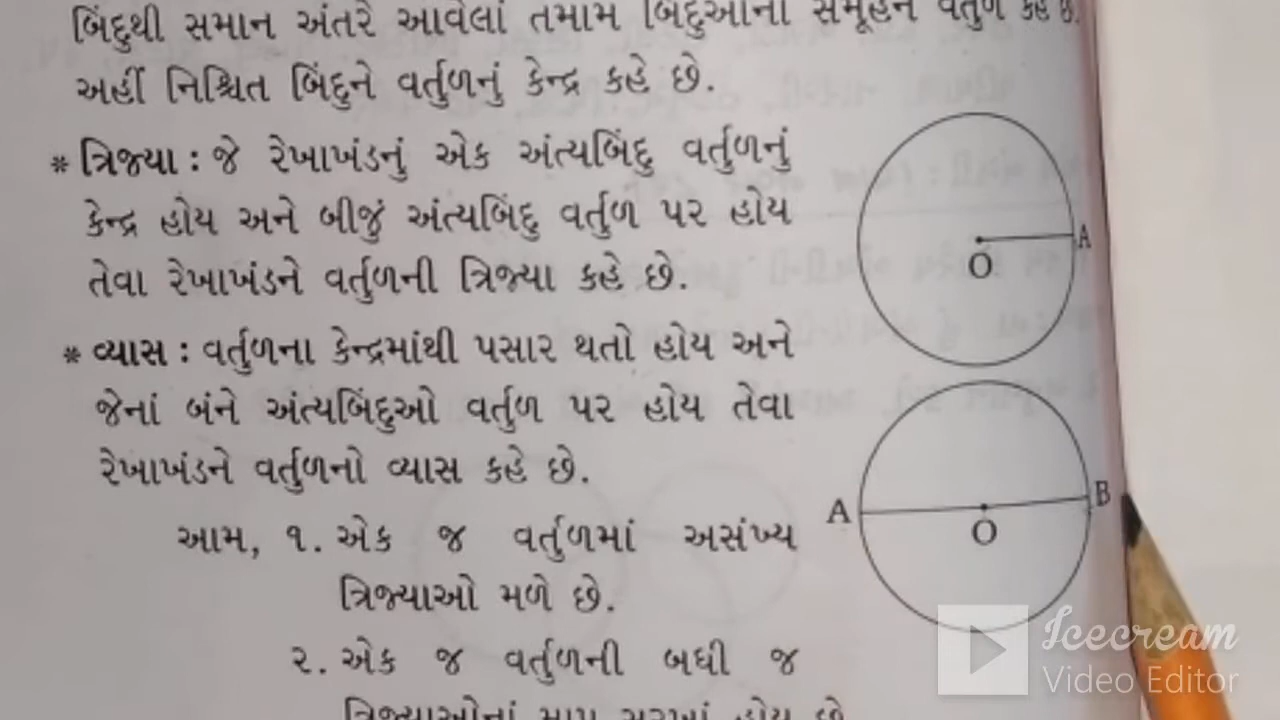 બિંદુથી સમાન અંતરે આવેલાં તમામ બિંદુઓના સમૂહને વર્તુળ કહે છે.
અહીં નિશ્ચિત બિંદુને વર્તુળનું કેન્દ્ર કહે છે.
* ત્રિજ્યા : જે રેખાખંડનું એક અંત્યબિંદુ વર્તુળનું
કેન્દ્ર હોય અને બીજું અંત્યબિંદુ વર્તુળ પર હોય
તેવા રેખાખંડને વર્તુળની ત્રિજ્યા કહે છે.
A
O
* વ્યાસ : વર્તુળના કેન્દ્રમાંથી પસાર થતો હોય અને
જેનાં બંને અંત્યબિંદુઓ વર્તુળ પર હોય તેવા
રેખાખંડને વર્તુળનો વ્યાસ કહે છે.
A
B
O
આમ, ૧. એક જ વર્તુળમાં અસંખ્ય
ત્રિજ્યાઓ મળે છે.
૨. એક જ વર્તુળની બધી જ
ત્રિજ્યાઓનાં માપ સરખાં હોય છે
Icecream
Video Editor